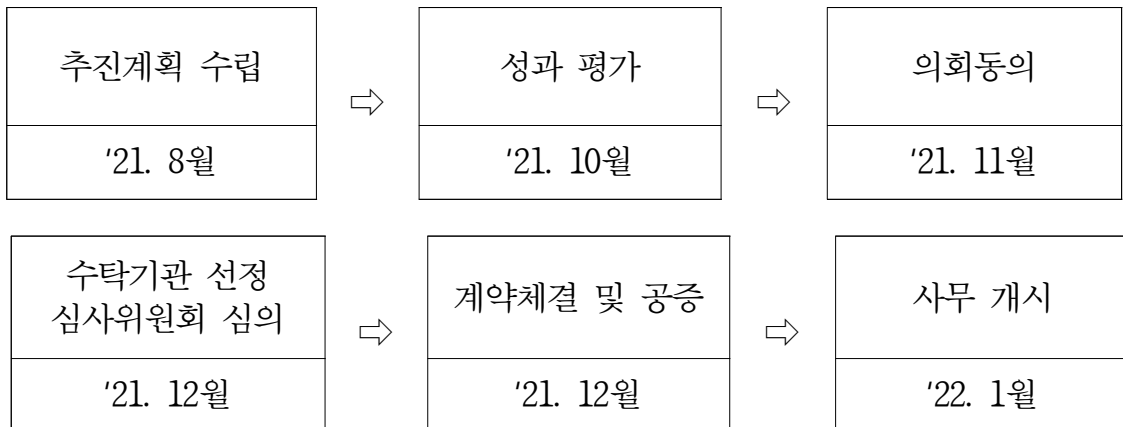 추진계획 수립
⇨
성과 평가
⇨
의회동의
'21. 8월
'21. 10월
'21. 11월
수탁기관 선정
심사위원회 심의
⇨
계약체결 및 공증
⇨
사무 개시
'21. 12월
'21. 12월
'22. 1월